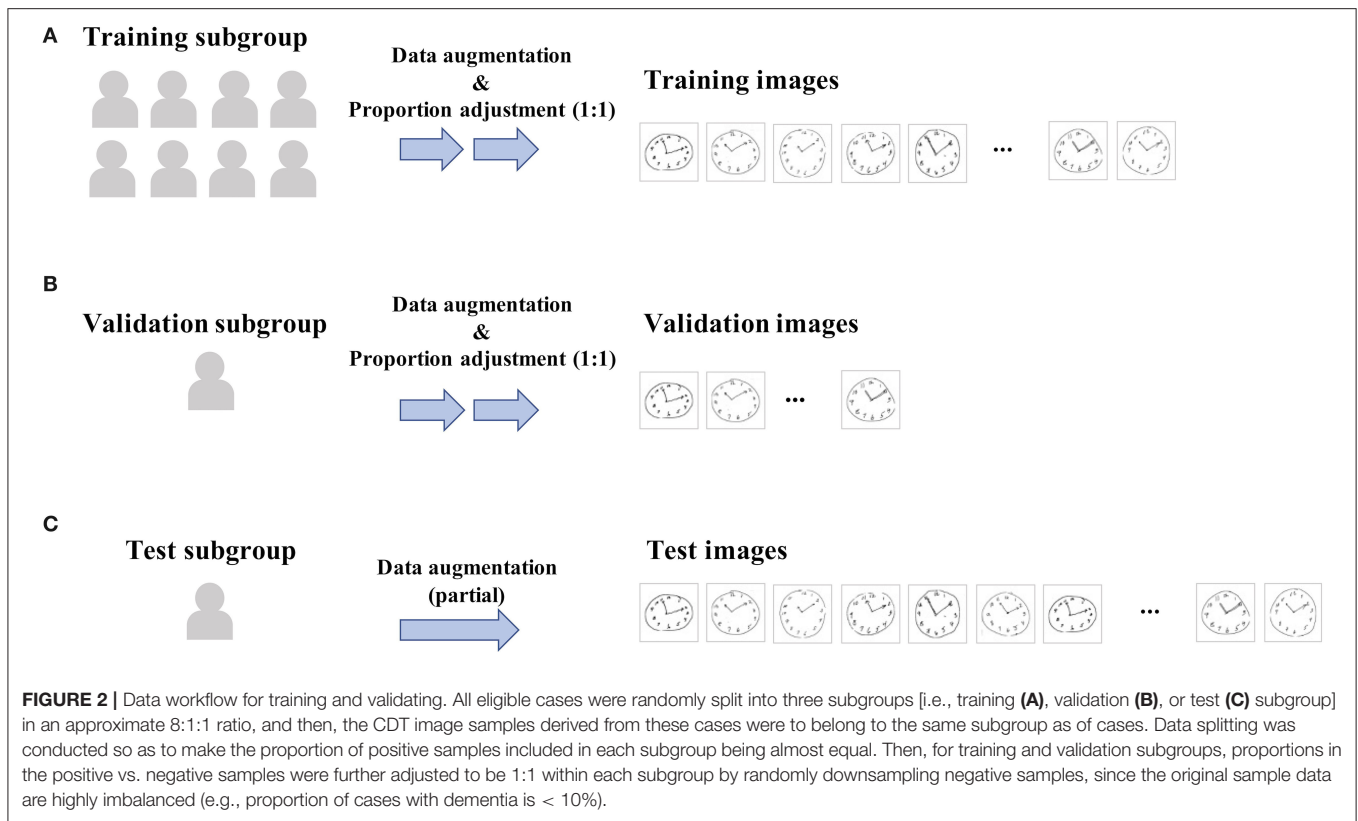 A Training subgroup
Data augmentation
&
Proportion adjustment (1:1)
Training images
...
B
Validation subgroup
Data augmentation
&
Proportion adjustment (1:1)
Validation images
...
C
Test subgroup
Data augmentation
(partial)
Test images
...
FIGURE 2 | Data workflow for training and validating. All eligible cases were randomly split into three subgroups [i.e., training (A), validation (B), or test (C) subgroup]
in an approximate 8:1:1 ratio, and then, the CDT image samples derived from these cases were to belong to the same subgroup as of cases. Data splitting was
conducted so as to make the proportion of positive samples included in each subgroup being almost equal. Then, for training and validation subgroups, proportions in
the positive vs. negative samples were further adjusted to be 1:1 within each subgroup by randomly downsampling negative samples, since the original sample data
are highly imbalanced (e.g., proportion of cases with dementia is < 10%).